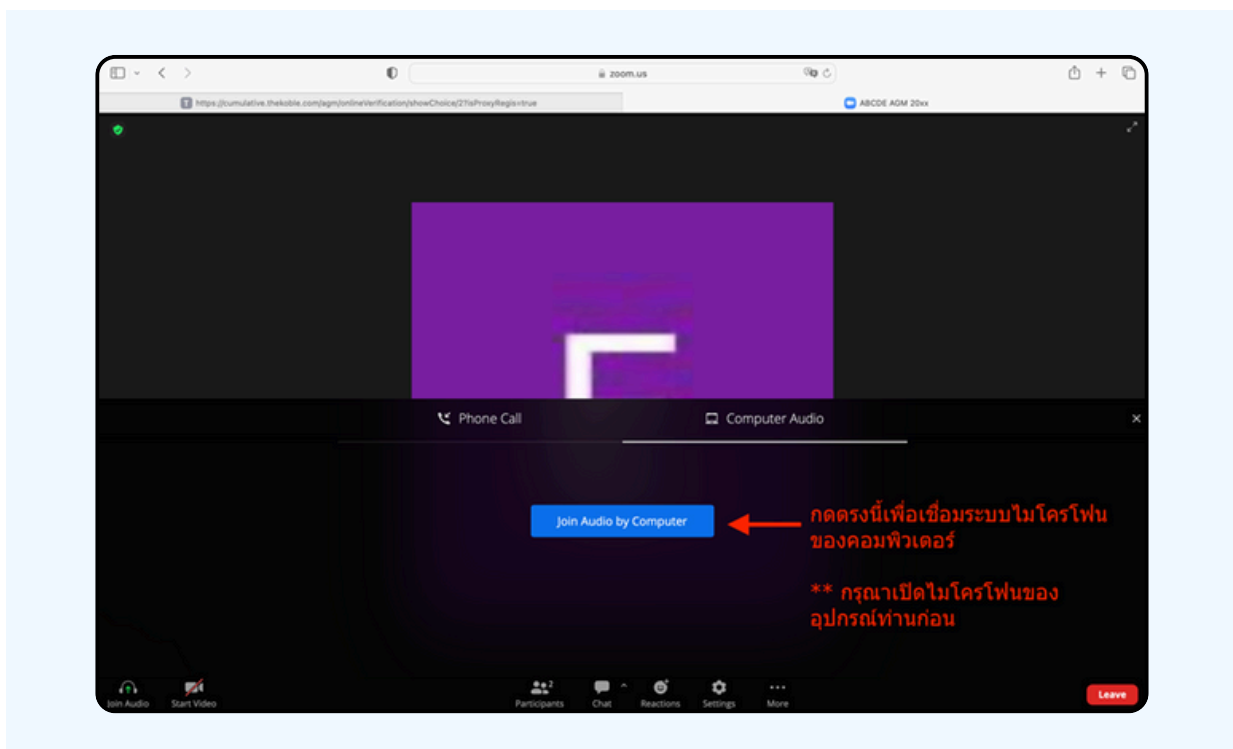 zoom.us
https://cumulative.thekoble.com/agm/onlineVerification/showChoice/2?isProxyRegis=true
ABCDE AGM 20xx
Phone Call
Computer Audio
Join Audio by Computer
กดตรงนี้เพื่อเชื่อมระบบไมโครโฟน
ของคอมพิวเตอร์
** กรุณาเปิดไมโครโฟนของ
อุปกรณ์ท่านก่อน
Join Audio
Start Video
2
Participants
Chat
Reactions
Settings
More
Leave